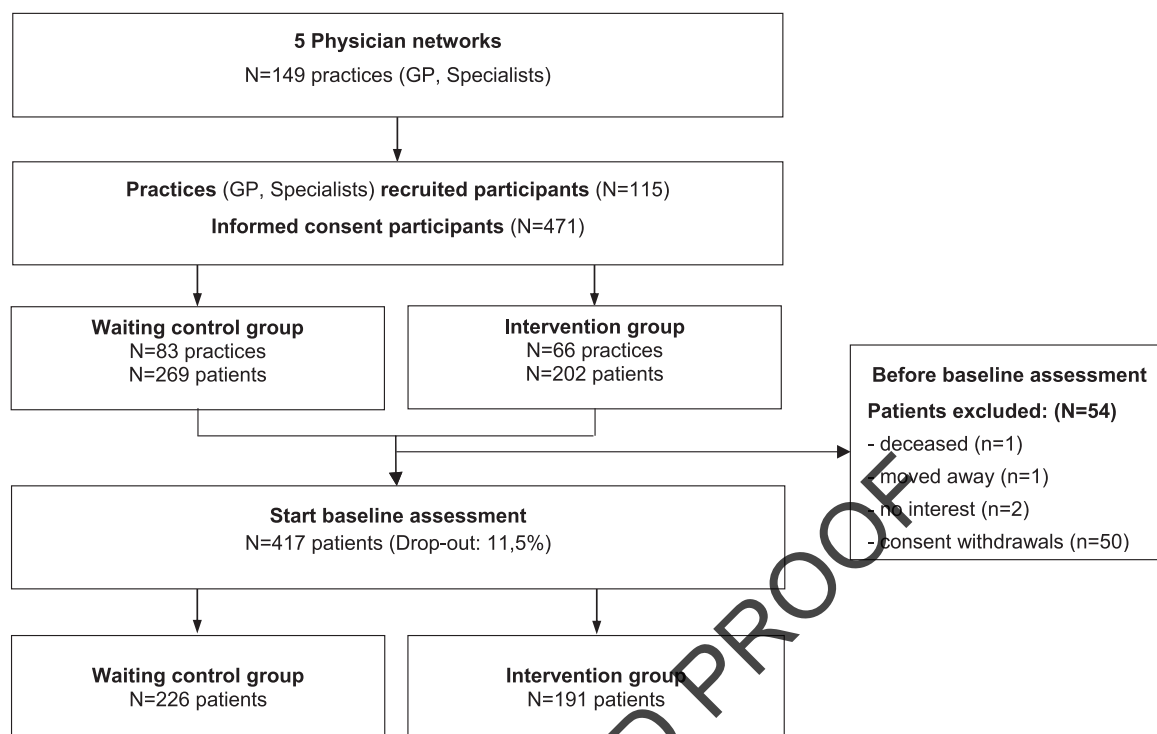 5 Physician networks
N=149 practices (GP, Specialists)
Practices (GP, Specialists) recruited participants (N=115)
Informed consent participants (N=471)
Waiting control group
N=83 practices
N=269 patients
Intervention group
N=66 practices
N=202 patients
Before baseline assessment
Patients excluded: (N=54)
- deceased (n=1)
- moved away (n=1)
- no interest (n=2)
- consent withdrawals (n=50)
Start baseline assessment
N=417 patients (Drop-out: 11,5%)
Waiting control group
N=226 patients
Intervention group
N=191 patients
PROOF